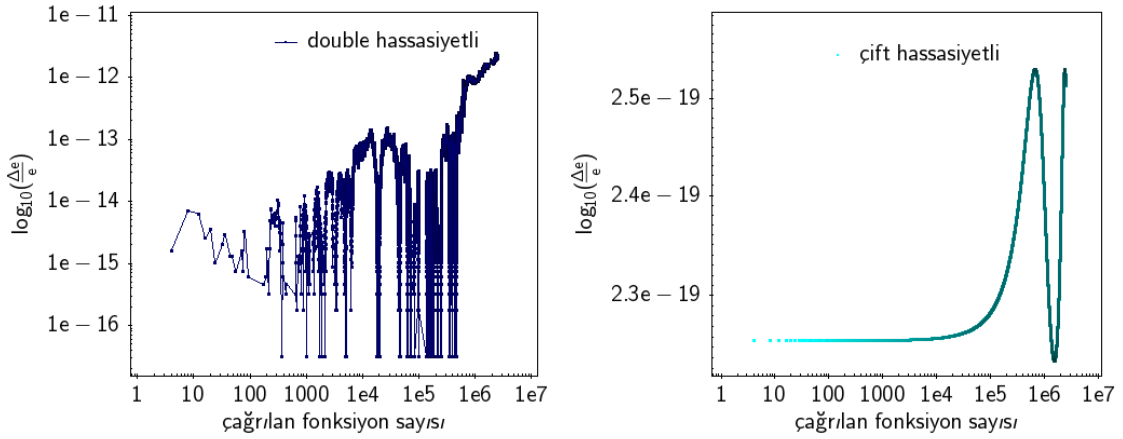 1e − 11
1e − 12
1e − 13
1e − 14
1e − 15
1e − 16
log₁₀(Δe/e)
double hassasiyetli
1 10 100 1000 1e4 1e5 1e6 1e7
çağrılan fonksiyon sayısı
2.5e − 19
2.4e − 19
2.3e − 19
log₁₀(Δe/e)
çift hassasiyetli
1 10 100 1000 1e4 1e5 1e6 1e7
çağrılan fonksiyon sayısı